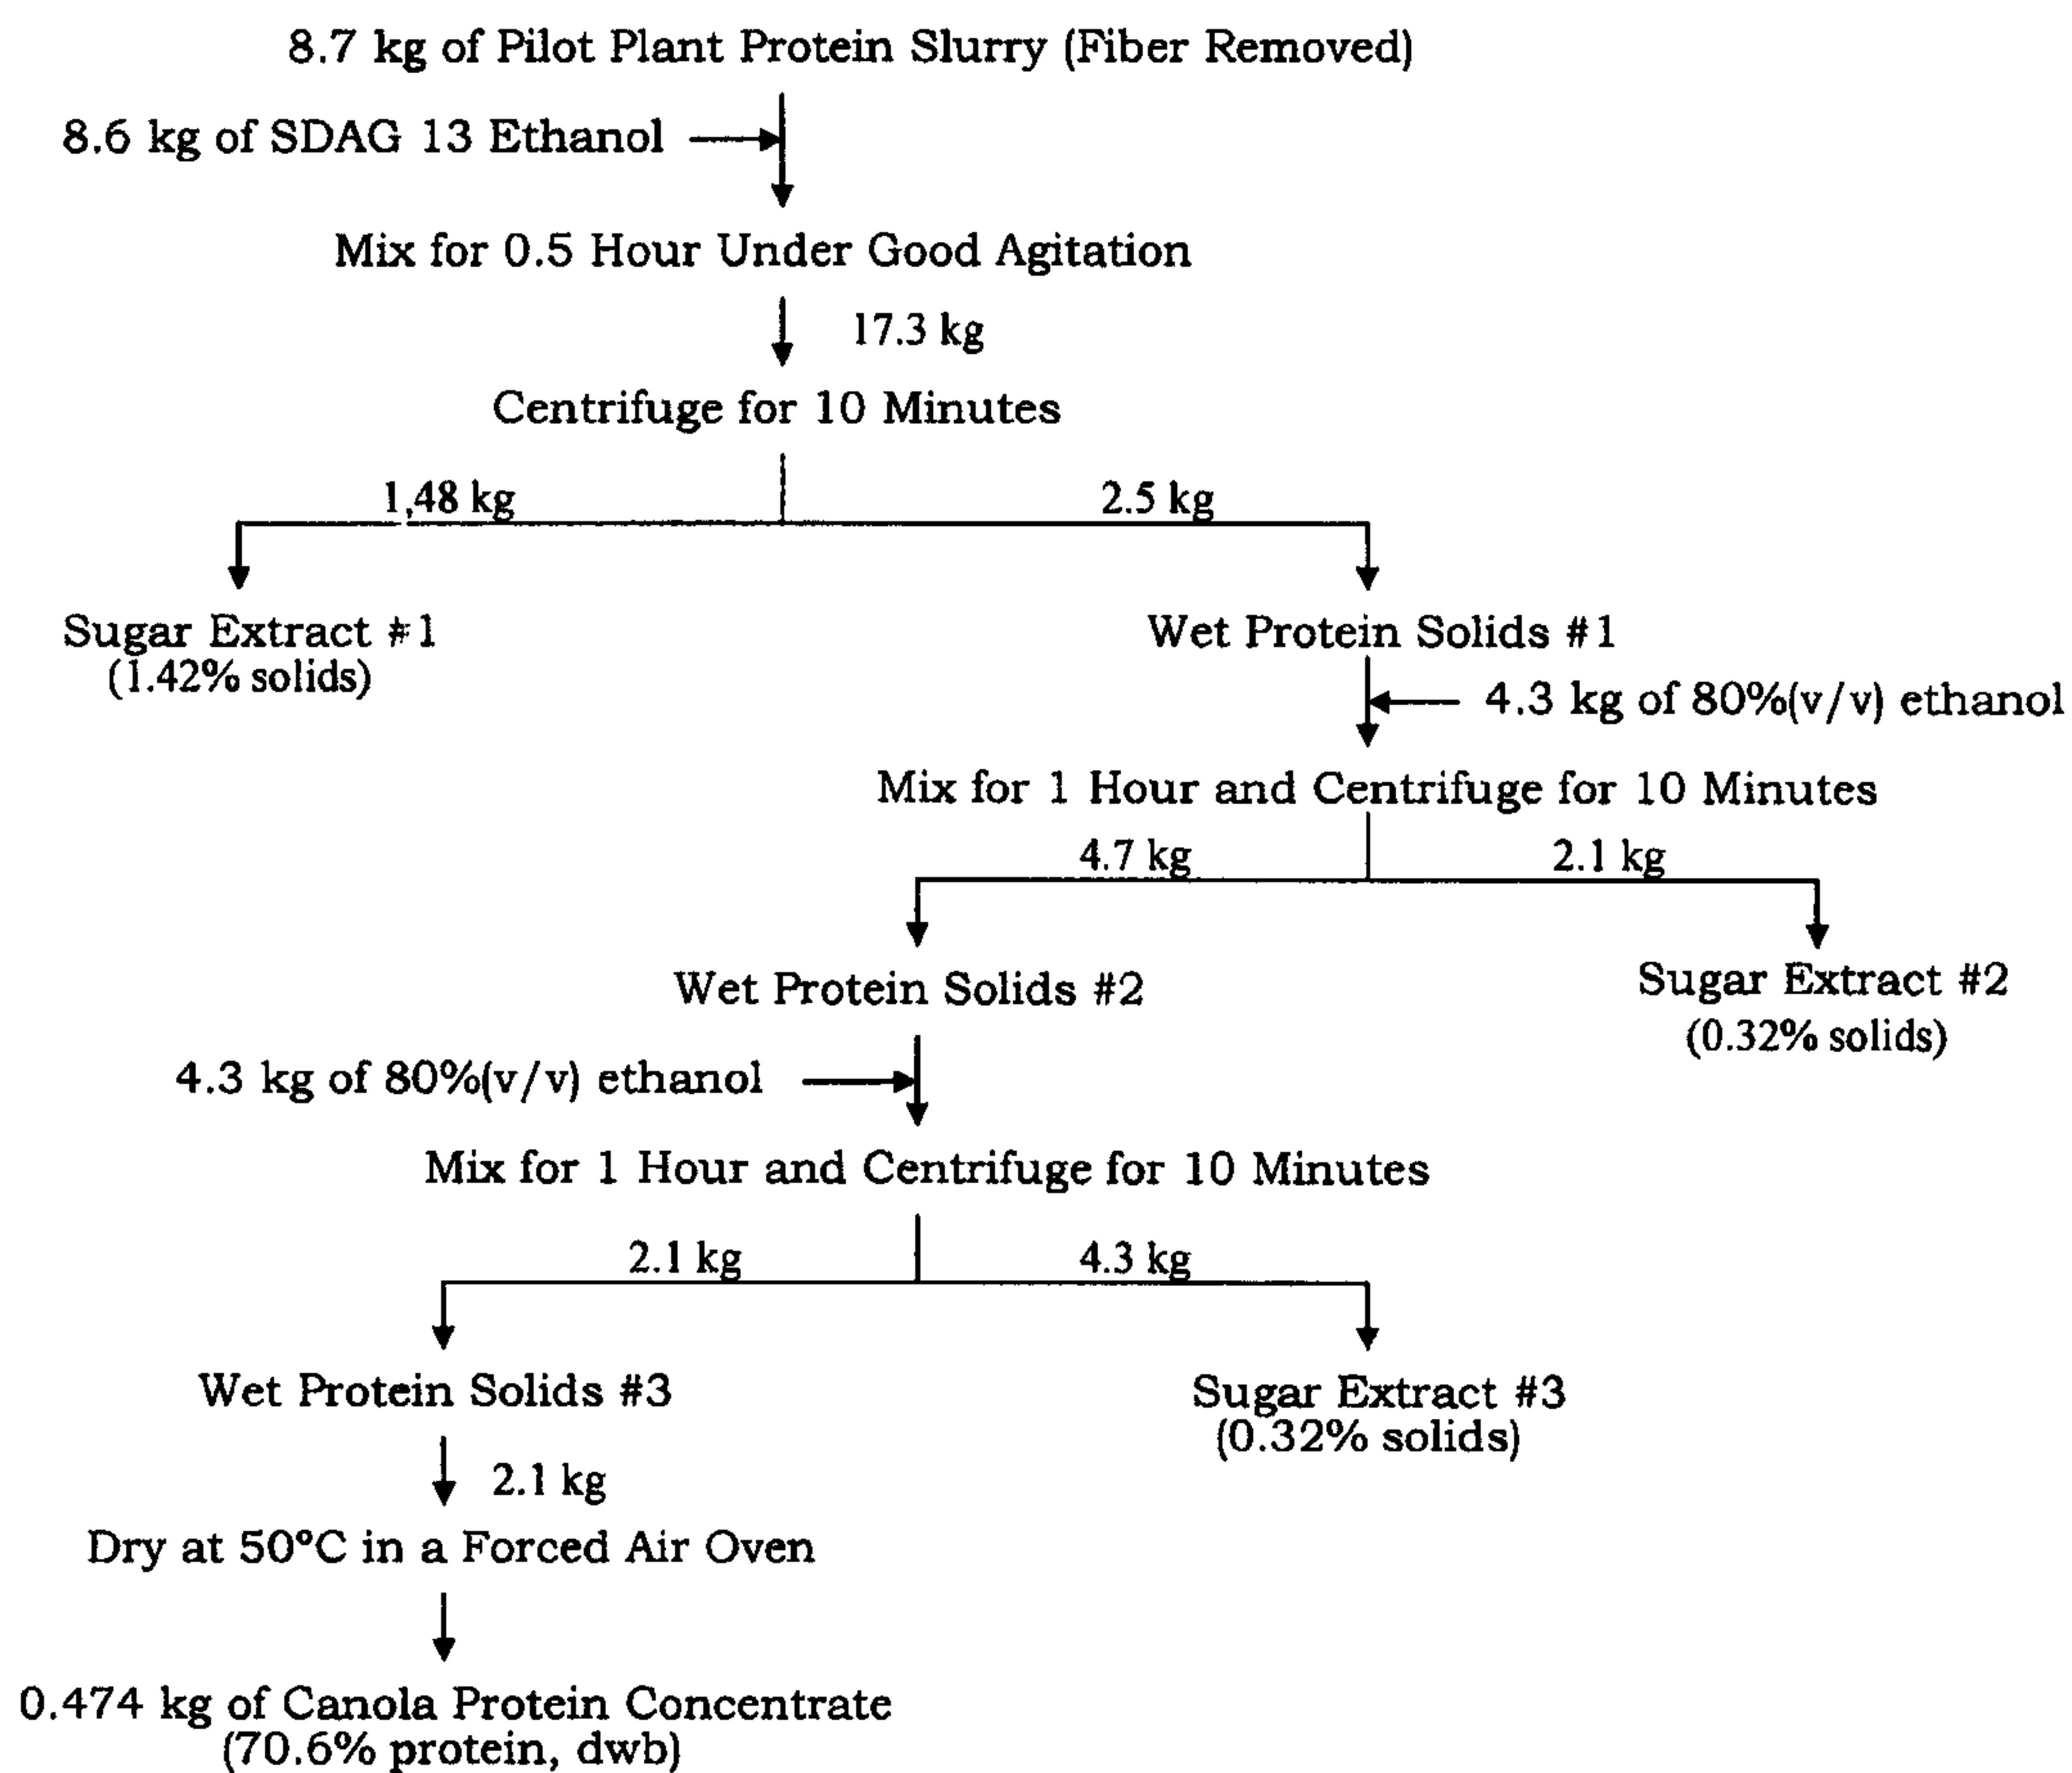 8.7 kg of Pilot Plant Protein Slurry (Fiber Removed)
8.6 kg of SDAG 13 Ethanol
Mix for 0.5 Hour Under Good Agitation
17.3 kg
Centrifuge for 10 Minutes
1,48 kg
2.5 kg
Sugar Extract #1
(1.42% solids)
Wet Protein Solids #1
4.3 kg of 80%(v/v) ethanol
Mix for 1 Hour and Centrifuge for 10 Minutes
4.7 kg
2.1 kg
Wet Protein Solids #2
Sugar Extract #2
(0.32% solids)
4.3 kg of 80%(v/v) ethanol
Mix for 1 Hour and Centrifuge for 10 Minutes
2.1 kg
4.3 kg
Wet Protein Solids #3
Sugar Extract #3
(0.32% solids)
2.1 kg
Dry at 50°C in a Forced Air Oven
0.474 kg of Canola Protein Concentrate
(70.6% protein, dwb)